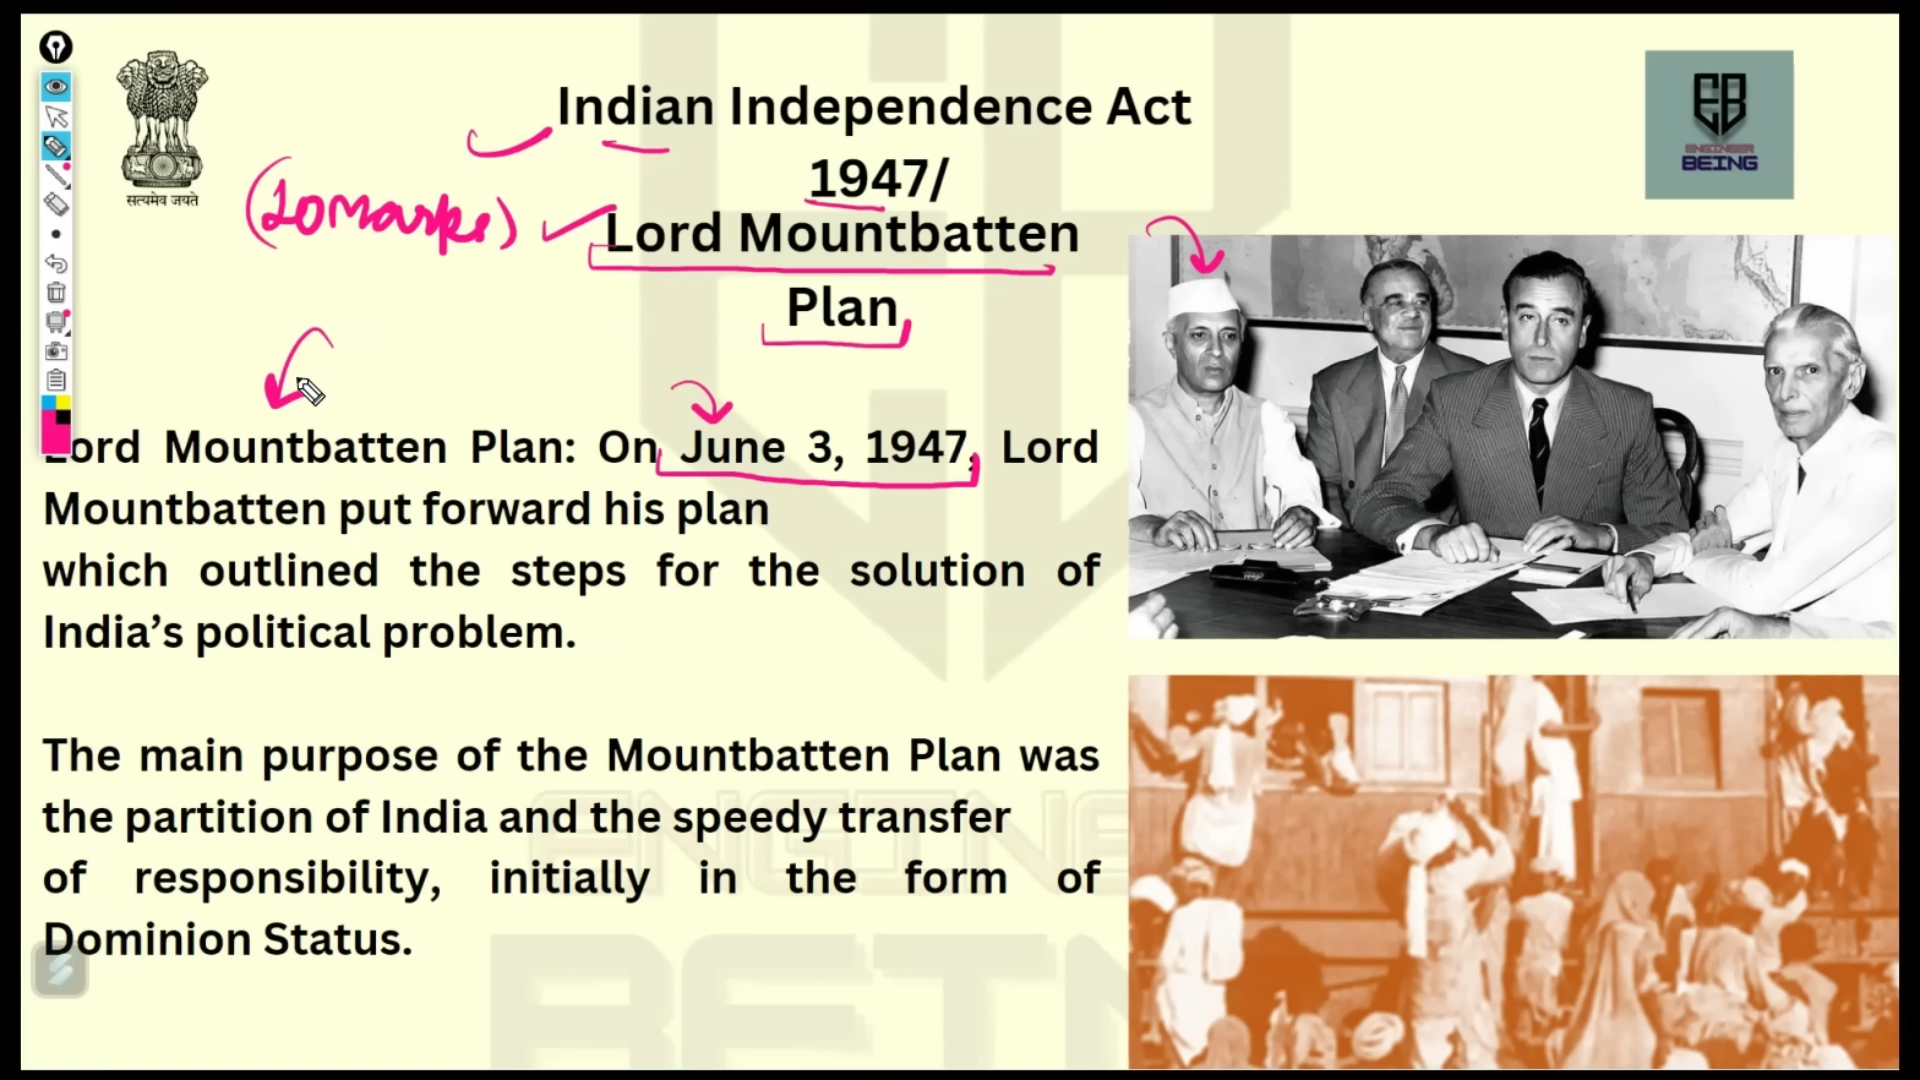 Indian Independence Act
1947/
Lord Mountbatten
Plan
(10marks)
सत्यमेव जयते
ENGINEER
BEING
Lord Mountbatten Plan: On June 3, 1947, Lord
Mountbatten put forward his plan
which outlined the steps for the solution of
India’s political problem.
The main purpose of the Mountbatten Plan was
the partition of India and the speedy transfer
of responsibility, initially in the form of
Dominion Status.